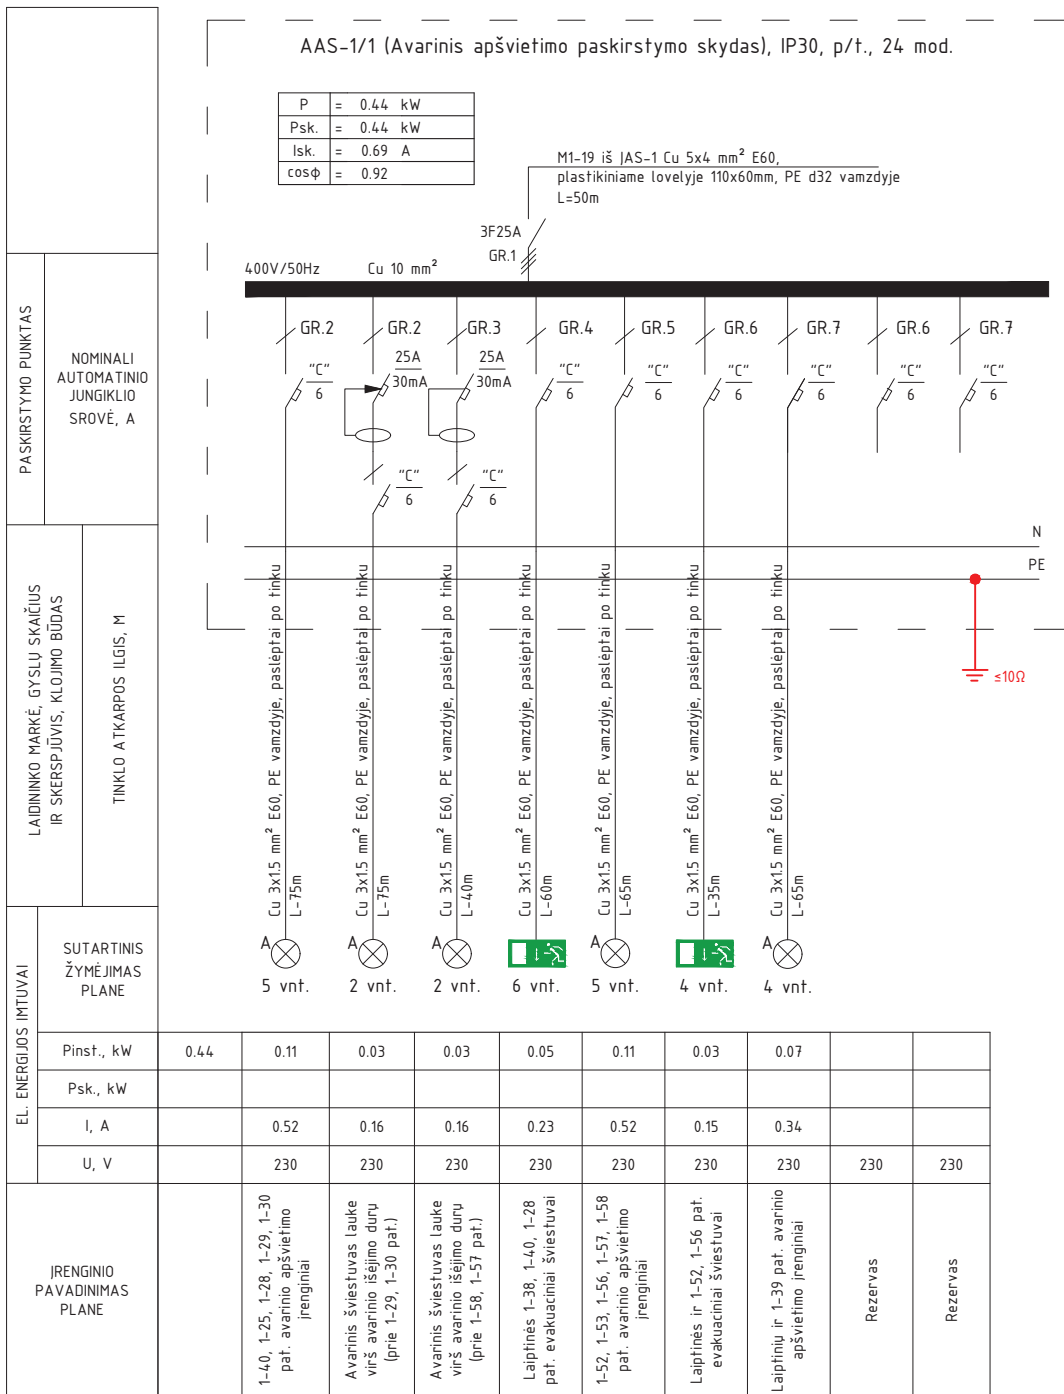 AAS-1/1 (Avarinis apšvietimo paskirstymo skydas), IP30, p/t., 24 mod.
P = 0.44 kW
Psk. = 0.44 kW
Isk. = 0.69 A
cosϕ = 0.92
M1-19 iš JAS-1 Cu 5x4 mm² E60,
plastikiniame lovelyje 110x60mm, PE d32 vamzdyje
L=50m
3F25A
GR.1
400V/50Hz
Cu 10 mm²
GR.2
GR.2
GR.3
GR.4
GR.5
GR.6
GR.7
GR.6
GR.7
"C"
6
25A
30mA
25A
30mA
"C"
6
"C"
6
"C"
6
"C"
6
"C"
6
"C"
6
"C"
6
"C"
6
N
PE
≤10Ω
PASKIRSTYMO PUNKTAS
NOMINALI
AUTOMATINIO
JUNGIKLIO
SROVĖ, A
LAIDININKO MARKĖ, GYSLŲ SKAIČIUS
IR SKERSPJŪVIS, KLOJIMO BŪDAS
TINKLO ATKARPOS ILGIS, M
Cu 3x1.5 mm² E60, PE vamzdyje, paslėptai po tinku
L-75m
Cu 3x1.5 mm² E60, PE vamzdyje, paslėptai po tinku
L-75m
Cu 3x1.5 mm² E60, PE vamzdyje, paslėptai po tinku
L-40m
Cu 3x1.5 mm² E60, PE vamzdyje, paslėptai po tinku
L-60m
Cu 3x1.5 mm² E60, PE vamzdyje, paslėptai po tinku
L-65m
Cu 3x1.5 mm² E60, PE vamzdyje, paslėptai po tinku
L-35m
Cu 3x1.5 mm² E60, PE vamzdyje, paslėptai po tinku
L-65m
EL. ENERGIJOS IMTUVAI
SUTARTINIS
ŽYMĖJIMAS
PLANE
A
A
A
A
A
5 vnt.
2 vnt.
2 vnt.
6 vnt.
5 vnt.
4 vnt.
4 vnt.
Pinst., kW 0.44 0.11 0.03 0.03 0.05 0.11 0.03 0.07
Psk., kW
I, A 0.52 0.16 0.16 0.23 0.52 0.15 0.34
U, V 230 230 230 230 230 230 230 230 230
ĮRENGINIO
PAVADINIMAS
PLANE
1-40, 1-25, 1-28, 1-29, 1-30
pat. avarinio apšvietimo
įrenginiai
Avarinis šviestuvas lauke
virš avarinio išėjimo durų
(prie 1-29, 1-30 pat.)
Avarinis šviestuvas lauke
virš avarinio išėjimo durų
(prie 1-58, 1-57 pat.)
Laiptinės 1-38, 1-40, 1-28
pat. evakuaciniai šviestuvai
1-52, 1-53, 1-56, 1-57, 1-58
pat. avarinio apšvietimo
įrenginiai
Laiptinės ir 1-52, 1-56 pat.
evakuaciniai šviestuvai
Laiptinių ir 1-39 pat. avarinio
apšvietimo įrenginiai
Rezervas
Rezervas